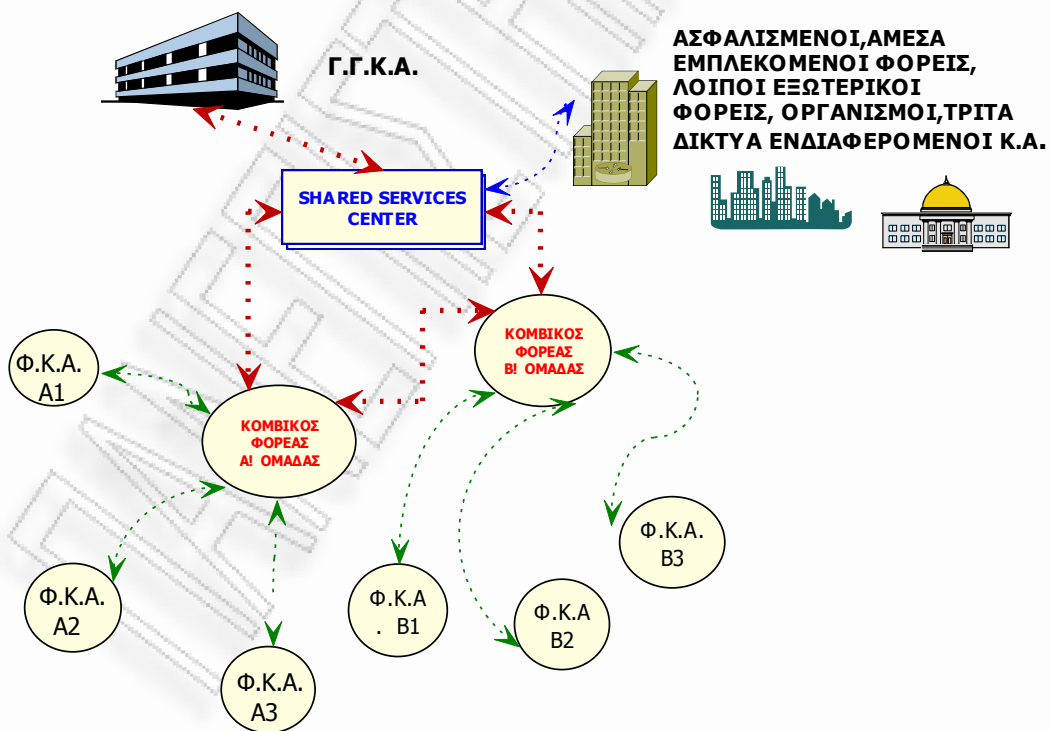 Γ.Γ.Κ.Α.
ΑΣΦΑΛΙΣΜΕΝΟΙ,ΑΜΕΣΑ
ΕΜΠΛΕΚΟΜΕΝΟΙ ΦΟΡΕΙΣ,
ΛΟΙΠΟΙ ΕΞΩΤΕΡΙΚΟΙ
ΦΟΡΕΙΣ, ΟΡΓΑΝΙΣΜΟΙ,ΤΡΙΤΑ
ΔΙΚΤΥΑ ΕΝΔΙΑΦΕΡΟΜΕΝΟΙ Κ.Α.
SHARED SERVICES
CENTER
ΚΟΜΒΙΚΟΣ
ΦΟΡΕΑΣ
Β! ΟΜΑΔΑΣ
Φ.Κ.Α.
Α1
ΚΟΜΒΙΚΟΣ
ΦΟΡΕΑΣ
Α! ΟΜΑΔΑΣ
Φ.Κ.Α.
Β3
Φ.Κ.Α.
Α2
Φ.Κ.Α
. Β1
Φ.Κ.Α
Β2
Φ.Κ.Α.
Α3